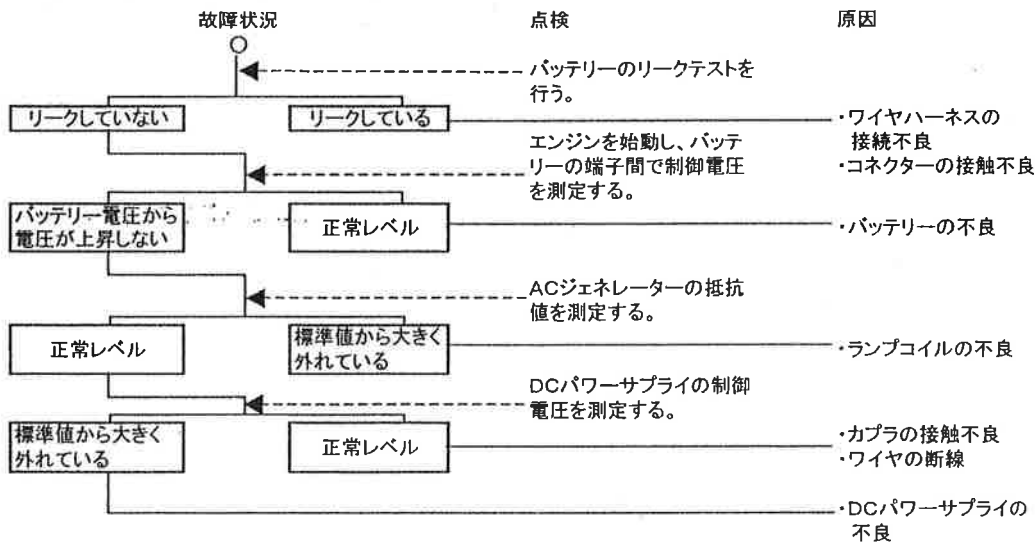 故障状況
点検
原因
バッテリーのリークテストを
行う。
リークしていない
リークしている
・ワイヤハーネスの
接続不良
・コネクターの接触不良
エンジンを始動し、バッテ
リーの端子間で制御電圧
を測定する。
バッテリー電圧から
電圧が上昇しない
正常レベル
・バッテリーの不良
ACジェネレーターの抵抗
値を測定する。
正常レベル
標準値から大きく
外れている
・ランプコイルの不良
DCパワーサプライの制御
電圧を測定する。
標準値から大きく
外れている
正常レベル
・カプラの接触不良
・ワイヤの断線
・DCパワーサプライの
不良